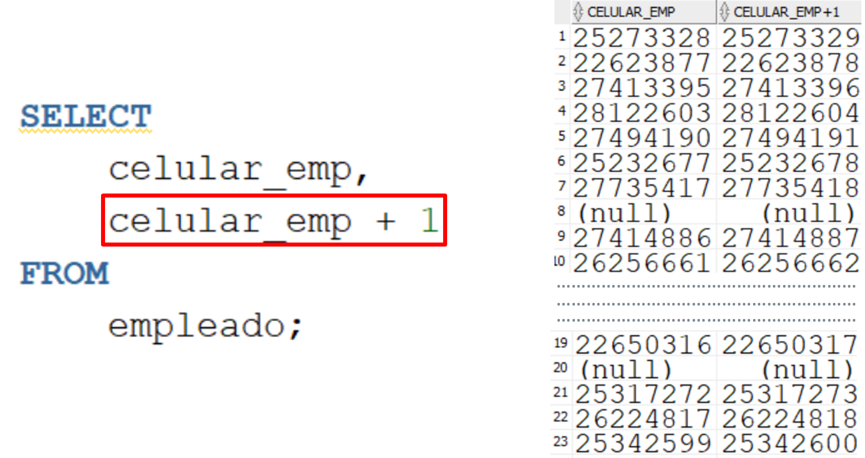 SELECT
celular_emp,
celular_emp + 1
FROM
empleado;
CELULAR_EMP CELULAR_EMP+1
1 25273328 25273329
2 22623877 22623878
3 27413395 27413396
4 28122603 28122604
5 27494190 27494191
6 25232677 25232678
7 27735417 27735418
8 (null) (null)
9 27414886 27414887
10 26256661 26256662
19 22650316 22650317
20 (null) (null)
21 25317272 25317273
22 26224817 26224818
23 25342599 25342600